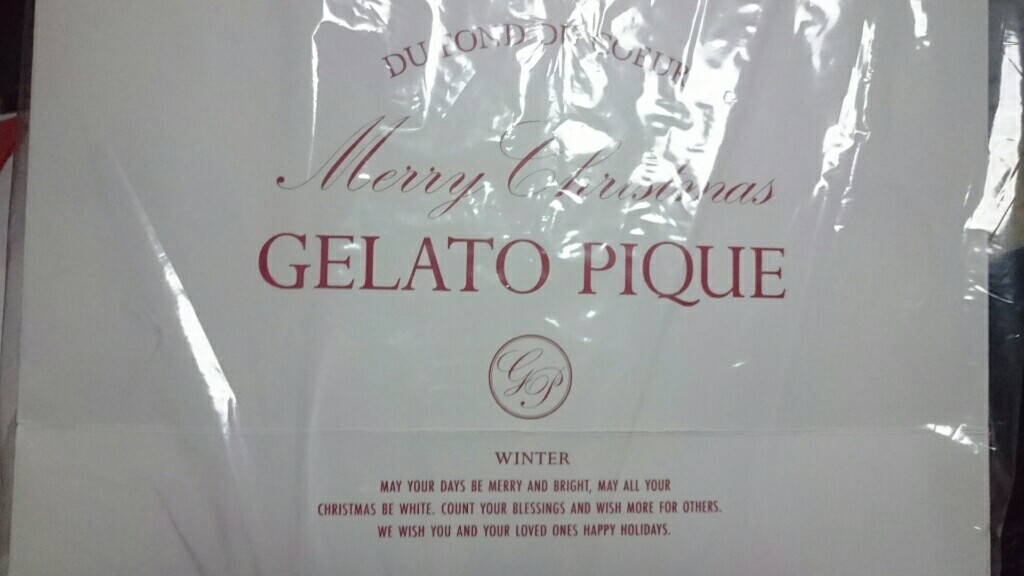 DU FOND DU COEUR
Merry Christmas
GELATO PIQUE
GP
WINTER
MAY YOUR DAYS BE MERRY AND BRIGHT, MAY ALL YOUR
CHRISTMAS BE WHITE. COUNT YOUR BLESSINGS AND WISH MORE FOR OTHERS.
WE WISH YOU AND YOUR LOVED ONES HAPPY HOLIDAYS.